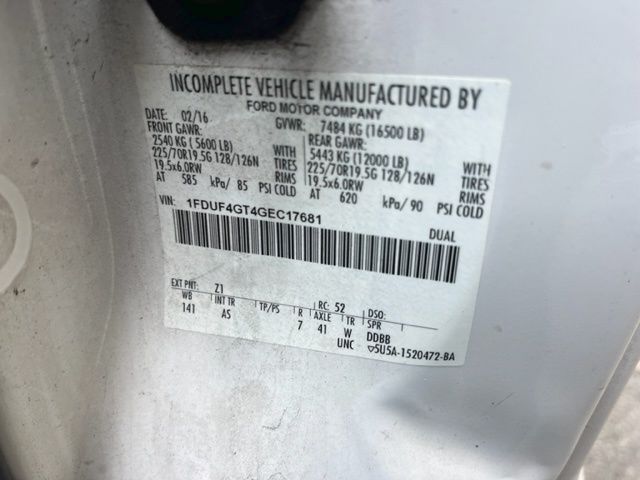 INCOMPLETE VEHICLE MANUFACTURED BY
FORD MOTOR COMPANY
DATE: 02/16 GVWR: 7484 KG (16500 LB)
FRONT GAWR: REAR GAWR:
2540 KG (5600 LB) WITH 5443 KG (12000 LB) WITH
225/70R19.5G 128/126N TIRES 225/70R19.5G 128/126N TIRES
19.5x6.0RW RIMS 19.5x6.0RW RIMS
AT 585 kPa/ 85 PSI COLD AT 620 kPa/ 90 PSI COLD
VIN: 1FDUF4GT4GEC17681 DUAL
EXT PNT: Z1 RC: 52 DSO:
WB INT TR TP/PS R AXLE TR SPR
141 AS 7 41 W DDBB
UNC ▽5U5A-1520472-BA